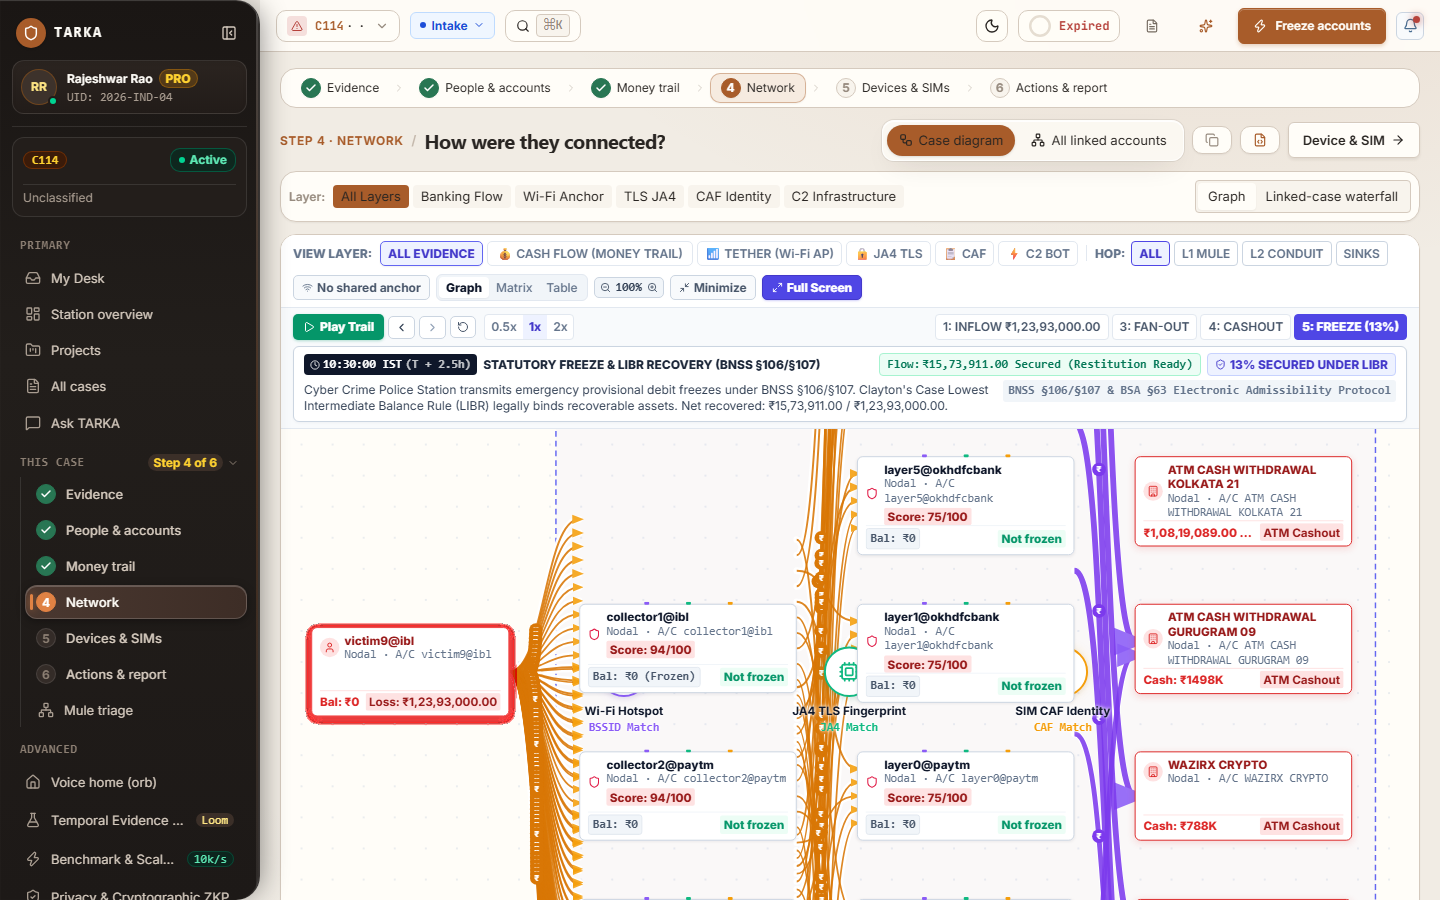 TARKA
C114 · ·
Intake
⌘K
Expired
Freeze accounts
RR
Rajeshwar Rao PRO
UID: 2026-IND-04
C114
Active
Unclassified
PRIMARY
My Desk
Station overview
Projects
All cases
Ask TARKA
THIS CASE
Step 4 of 6
Evidence
People & accounts
Money trail
4 Network
5 Devices & SIMs
6 Actions & report
Mule triage
ADVANCED
Voice home (orb)
Temporal Evidence ... Loom
Benchmark & Scal... 10k/s
Privacy & Cryptographic ZKP
Evidence
People & accounts
Money trail
4 Network
5 Devices & SIMs
6 Actions & report
STEP 4 · NETWORK / How were they connected?
Case diagram
All linked accounts
Device & SIM
Layer: All Layers Banking Flow Wi-Fi Anchor TLS JA4 CAF Identity C2 Infrastructure
Graph Linked-case waterfall
VIEW LAYER: ALL EVIDENCE CASH FLOW (MONEY TRAIL) TETHER (Wi-Fi AP) JA4 TLS CAF C2 BOT HOP: ALL L1 MULE L2 CONDUIT SINKS
No shared anchor Graph Matrix Table 100% Minimize Full Screen
Play Trail 0.5x 1x 2x 1: INFLOW ₹1,23,93,000.00 3: FAN-OUT 4: CASHOUT 5: FREEZE (13%)
10:30:00 IST (T + 2.5h) STATUTORY FREEZE & LIBR RECOVERY (BNSS §106/§107) Flow: ₹15,73,911.00 Secured (Restitution Ready) 13% SECURED UNDER LIBR
Cyber Crime Police Station transmits emergency provisional debit freezes under BNSS §106/§107. Clayton's Case Lowest
Intermediate Balance Rule (LIBR) legally binds recoverable assets. Net recovered: ₹15,73,911.00 / ₹1,23,93,000.00.
BNSS §106/§107 & BSA §63 Electronic Admissibility Protocol
victim9@ibl
Nodal · A/C victim9@ibl
Bal: ₹0 Loss: ₹1,23,93,000.00
collector1@ibl
Nodal · A/C collector1@ibl
Score: 94/100
Bal: ₹0 (Frozen) Not frozen
Wi-Fi Hotspot
BSSID Match
collector2@paytm
Nodal · A/C collector2@paytm
Score: 94/100
Bal: ₹0 Not frozen
JA4 TLS Fingerprint
JA4 Match
layer5@okhdfcbank
Nodal · A/C
layer5@okhdfcbank
Score: 75/100
Bal: ₹0 Not frozen
layer1@okhdfcbank
Nodal · A/C
layer1@okhdfcbank
Score: 75/100
Bal: ₹0 Not frozen
SIM CAF Identity
CAF Match
layer0@paytm
Nodal · A/C layer0@paytm
Score: 75/100
Bal: ₹0 Not frozen
ATM CASH WITHDRAWAL
KOLKATA 21
Nodal · A/C ATM CASH
WITHDRAWAL KOLKATA 21
₹1,08,19,089.00 ... ATM Cashout
ATM CASH WITHDRAWAL
GURUGRAM 09
Nodal · A/C ATM CASH
WITHDRAWAL GURUGRAM 09
Cash: ₹1498K ATM Cashout
WAZIRX CRYPTO
Nodal · A/C WAZIRX CRYPTO
Cash: ₹788K ATM Cashout